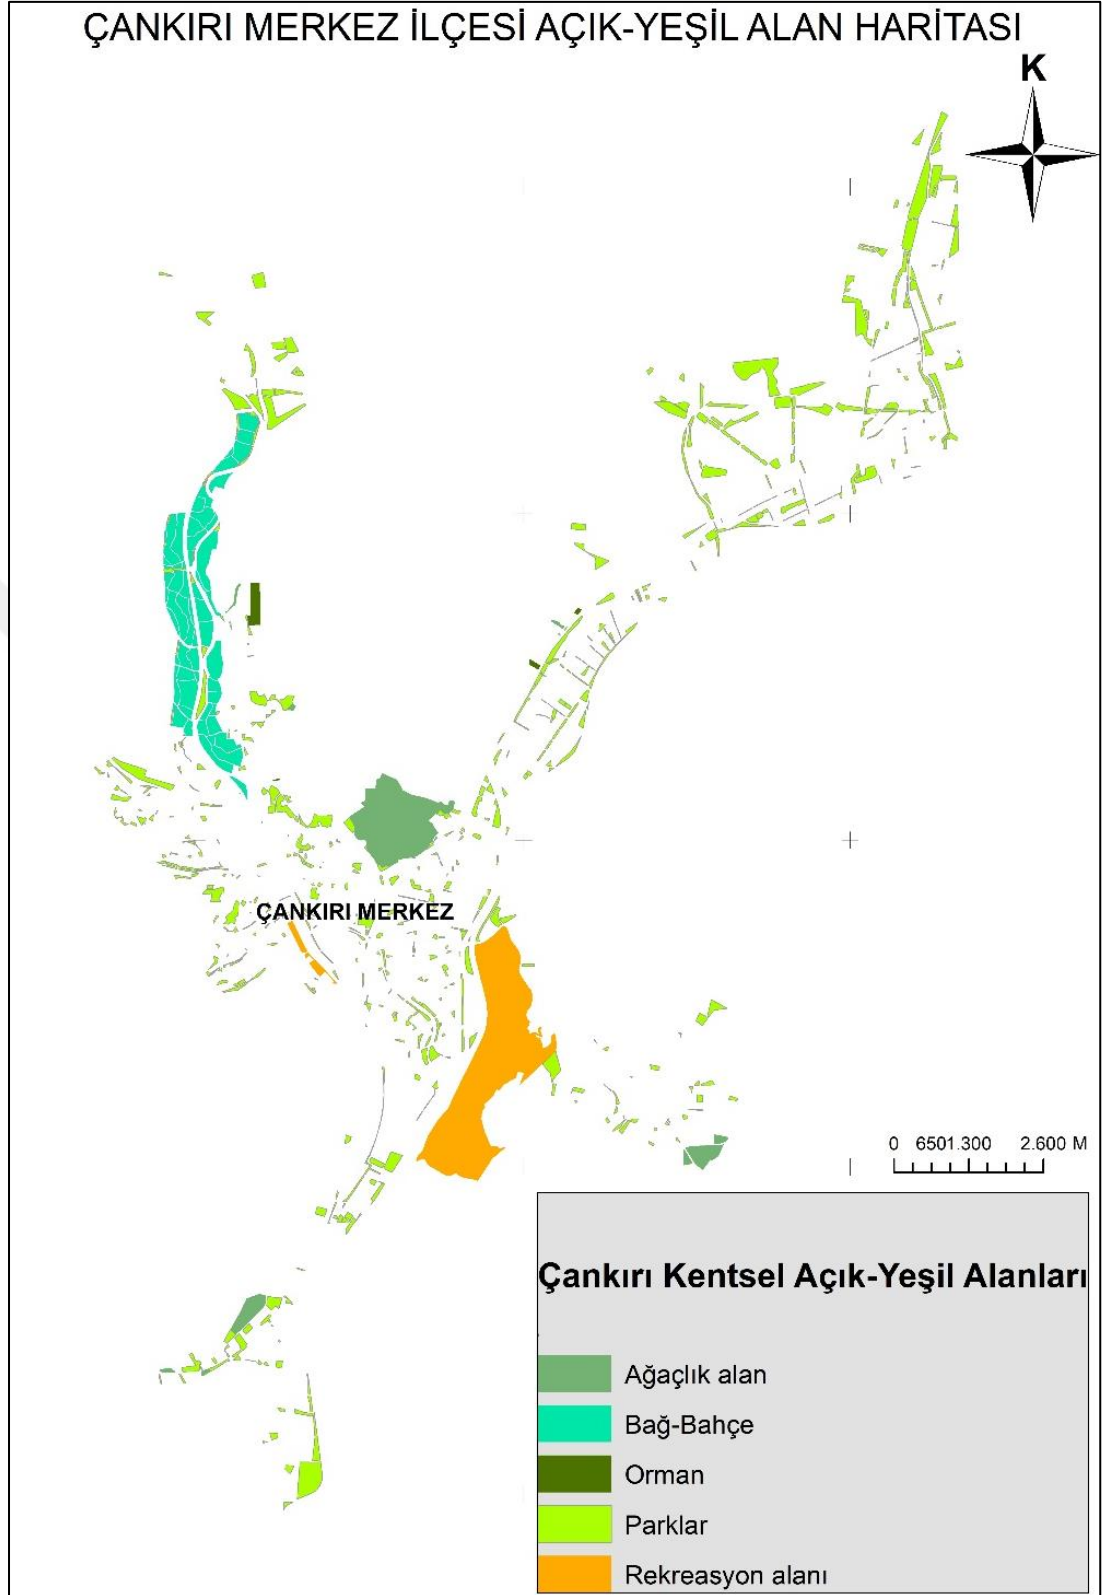 ÇANKIRI MERKEZ İLÇESİ AÇIK-YEŞİL ALAN HARİTASI
K
ÇANKIRI MERKEZ
0 6501.300 2.600 M
Çankırı Kentsel Açık-Yeşil Alanları
Ağaçlık alan
Bağ-Bahçe
Orman
Parklar
Rekreasyon alanı